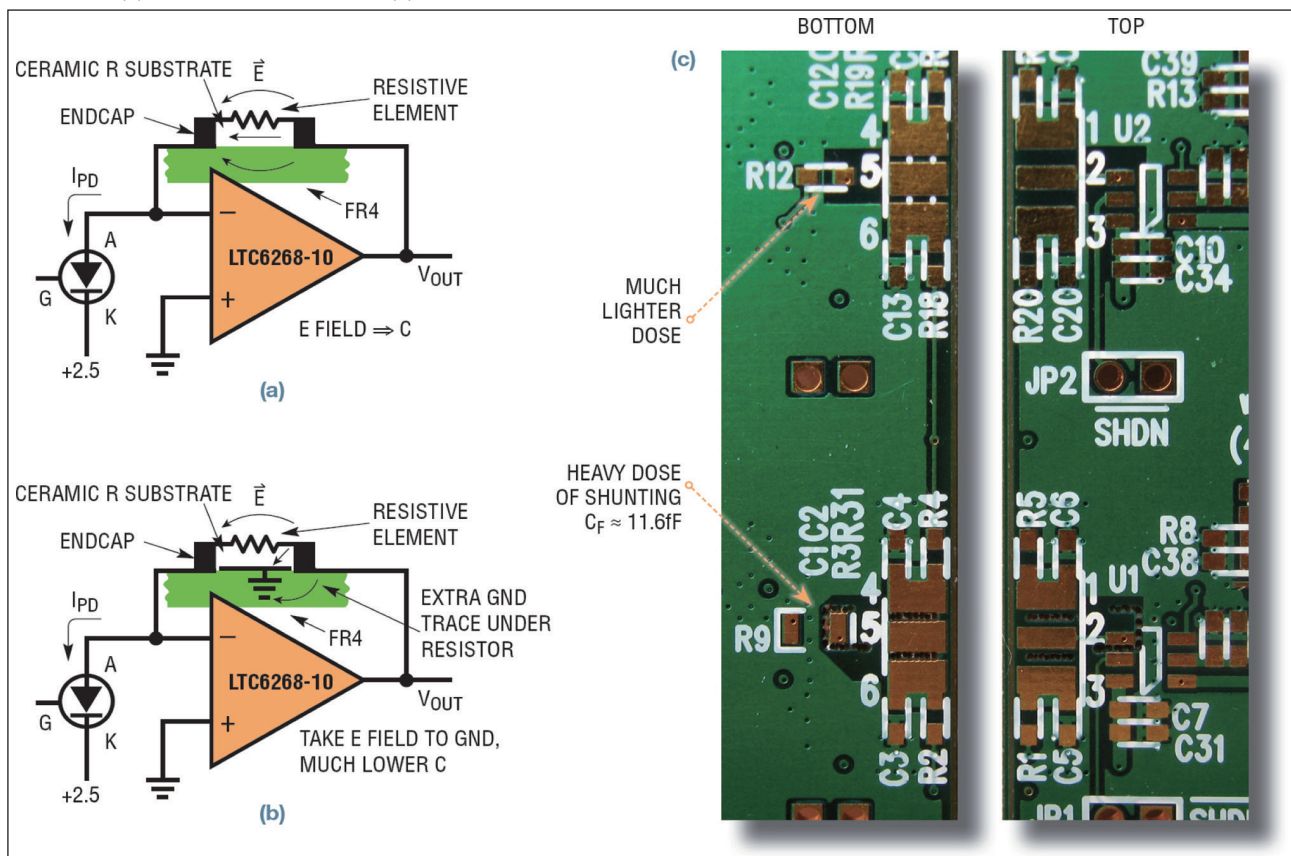 CERAMIC R SUBSTRATE
E
ENDCAP
RESISTIVE
ELEMENT
FR4
IPD
A
G
K
+2.5
−
+
LTC6268-10
VOUT
E FIELD ⇒ C
(a)
CERAMIC R SUBSTRATE
E
ENDCAP
RESISTIVE
ELEMENT
EXTRA GND
TRACE UNDER
RESISTOR
FR4
IPD
A
G
K
+2.5
−
+
LTC6268-10
VOUT
TAKE E FIELD TO GND,
MUCH LOWER C
(b)
(c)
BOTTOM
TOP
MUCH
LIGHTER
DOSE
HEAVY DOSE
OF SHUNTING
CF ≈ 11.6fF
R12
4
5
6
C13
R18
C1C2
R3R31
C4
R4
R9
4
5
6
C3
R2
C39
R13
1
U2
2
3
C10
C34
R20
C20
JP2
SHDN
R5
C6
R8
C38
1
U1
2
3
C7
C31
R1
C5
JP1